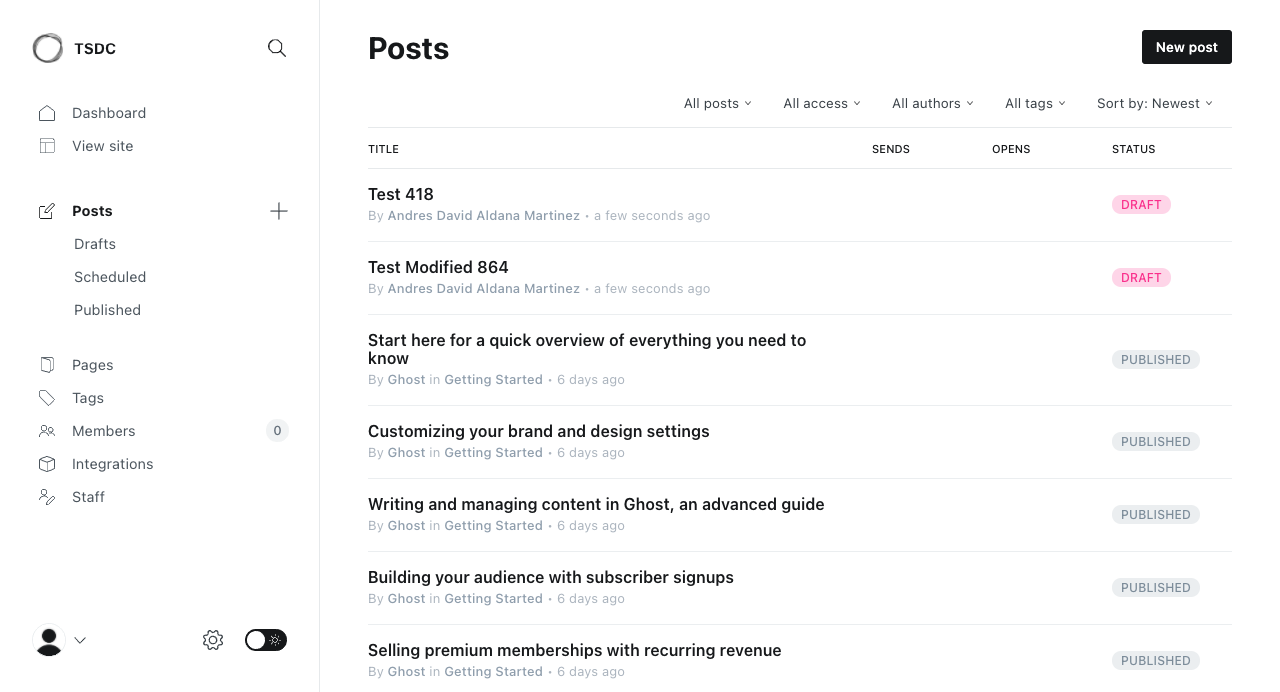 TSDC
Dashboard
View site
Posts
Drafts
Scheduled
Published
Pages
Tags
Members 0
Integrations
Staff
Posts
New post
All posts All access All authors All tags Sort by: Newest
TITLE SENDS OPENS STATUS
Test 418
By Andres David Aldana Martinez • a few seconds ago
DRAFT
Test Modified 864
By Andres David Aldana Martinez • a few seconds ago
DRAFT
Start here for a quick overview of everything you need to
know
By Ghost in Getting Started • 6 days ago
PUBLISHED
Customizing your brand and design settings
By Ghost in Getting Started • 6 days ago
PUBLISHED
Writing and managing content in Ghost, an advanced guide
By Ghost in Getting Started • 6 days ago
PUBLISHED
Building your audience with subscriber signups
By Ghost in Getting Started • 6 days ago
PUBLISHED
Selling premium memberships with recurring revenue
By Ghost in Getting Started • 6 days ago
PUBLISHED